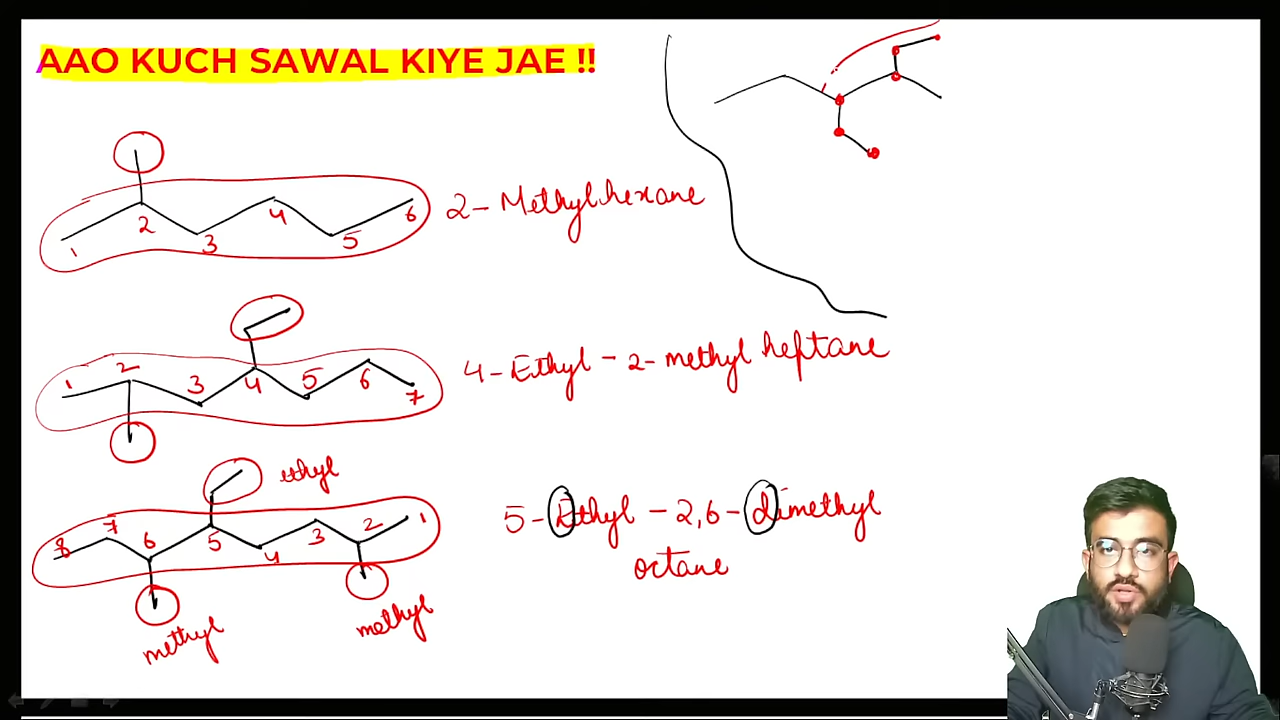 AAO KUCH SAWAL KIYE JAE !!
1 2 3 4 5 6
2- Methyl hexane
1 2 3 4 5 6 7
4- Ethyl - 2- methyl heptane
ethyl
8 7 6 5 4 3 2 1
5- Ethyl - 2,6- Dimethyl
octane
methyl
methyl